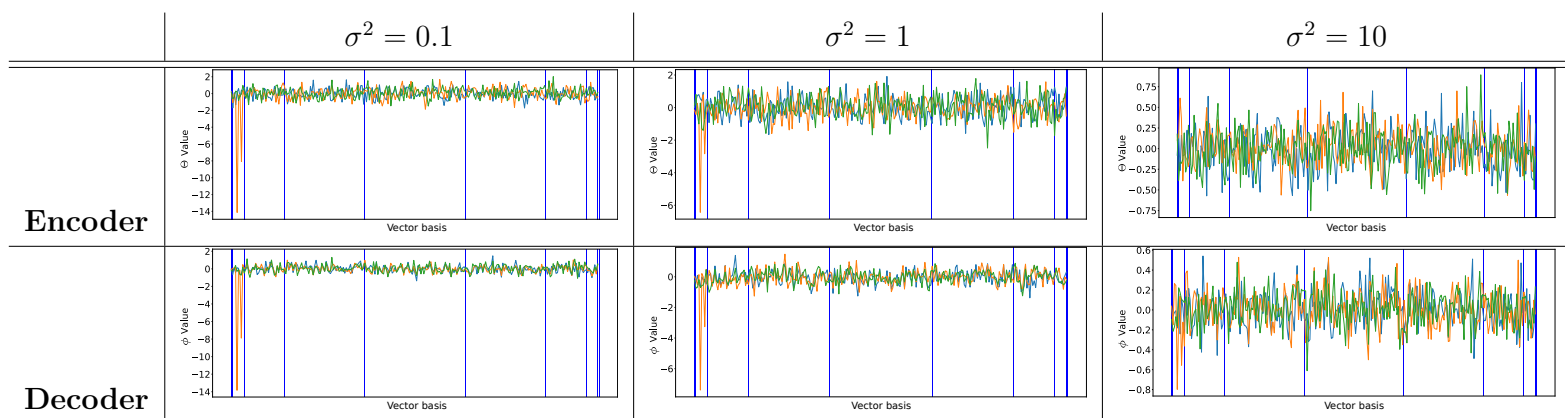 σ² = 0.1
σ² = 1
σ² = 10
Encoder
2
0
−2
−4
−6
−8
−10
−12
−14
Θ Value
Vector basis
2
0
−2
−4
−6
Θ Value
Vector basis
0.75
0.50
0.25
0.00
−0.25
−0.50
−0.75
Θ Value
Vector basis
Decoder
2
0
−2
−4
−6
−8
−10
−12
−14
ϕ Value
Vector basis
0
−2
−4
−6
ϕ Value
Vector basis
0.6
0.4
0.2
0.0
−0.2
−0.4
−0.6
−0.8
ϕ Value
Vector basis